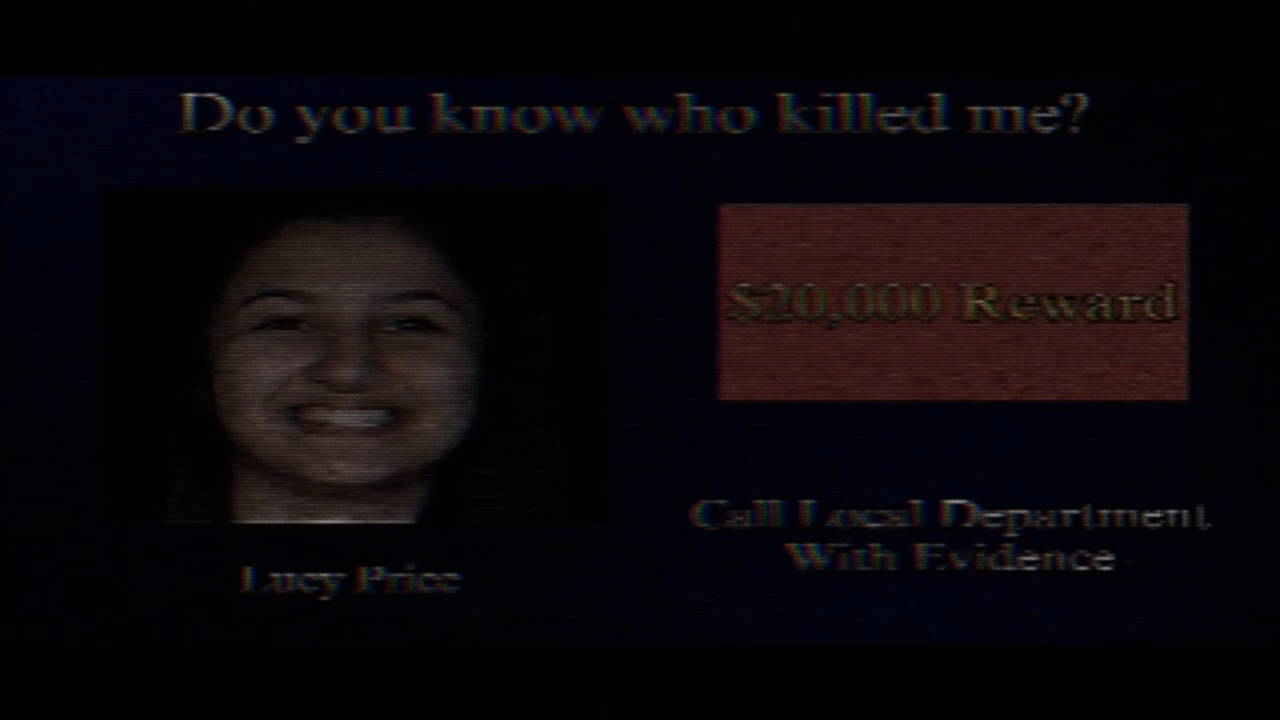 Do you know who killed me?
$20,000 Reward
Call Local Department
With Evidence
Lucy Price